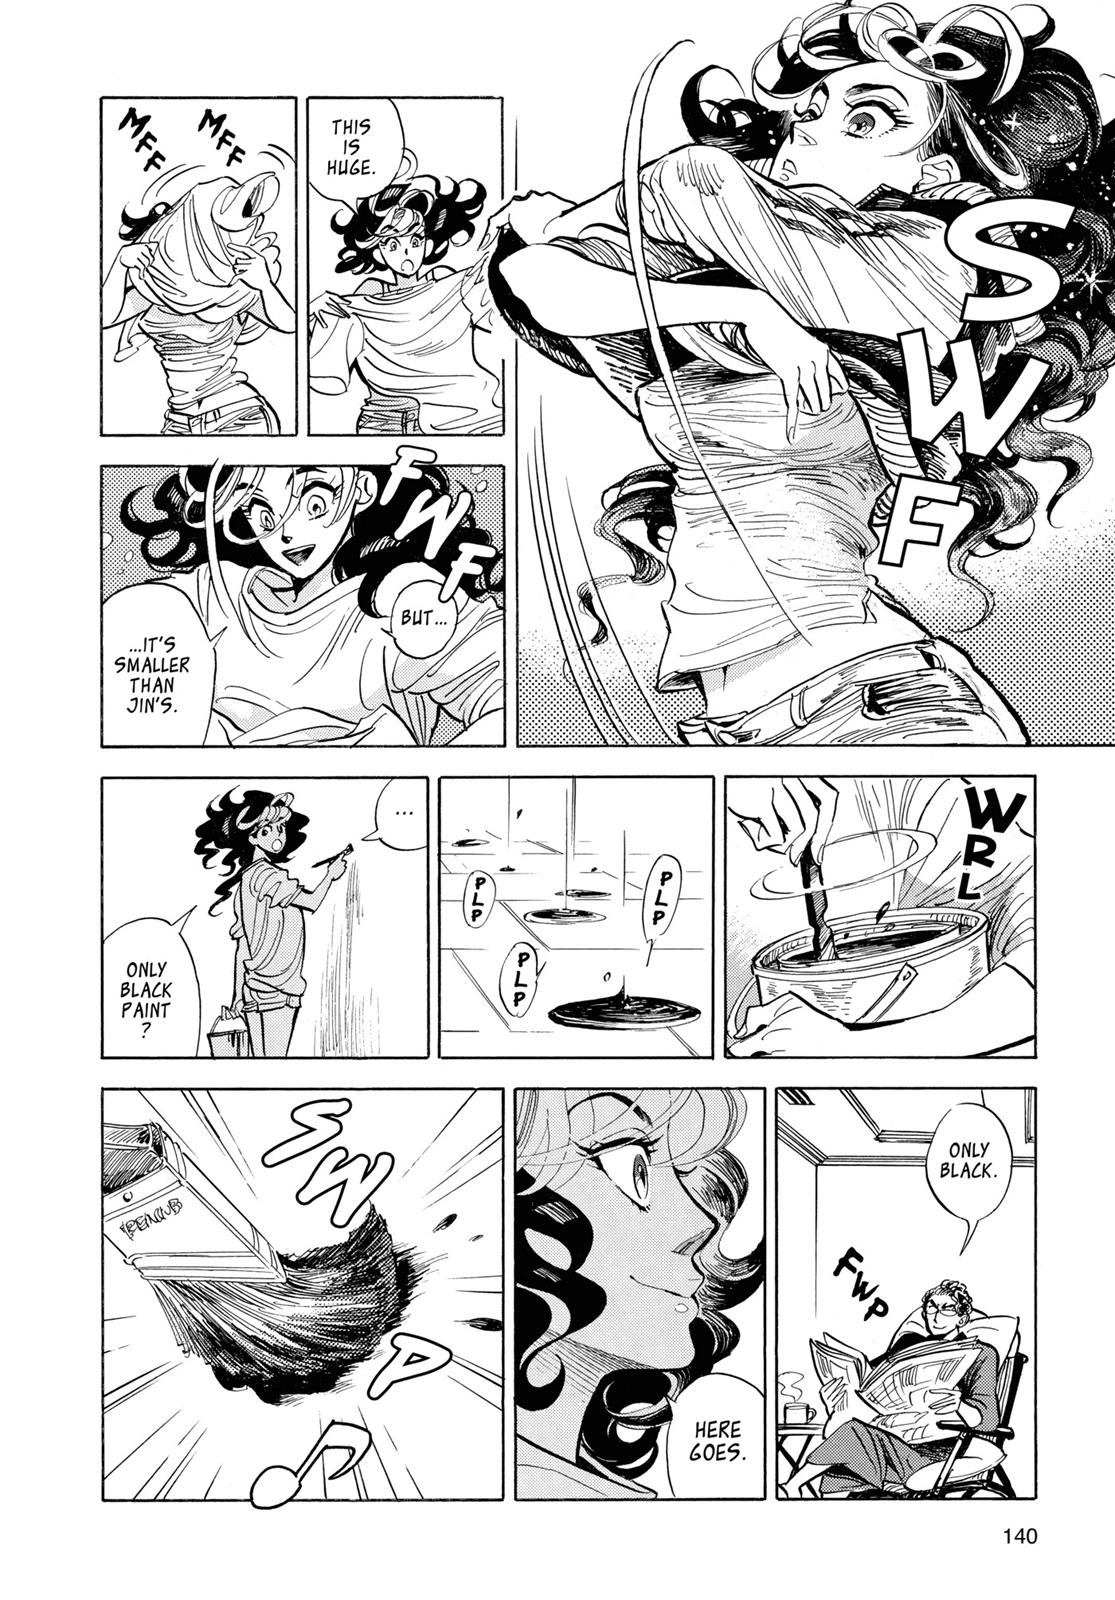 SWF
THIS
IS
HUGE.
MFF
MFF
FWF
BUT...
...IT'S
SMALLER
THAN
JIN'S.
WRL
PLP
PLP
PLP
...
ONLY
BLACK
PAINT
?
ONLY
BLACK.
FWP
HERE
GOES.
SWP
140